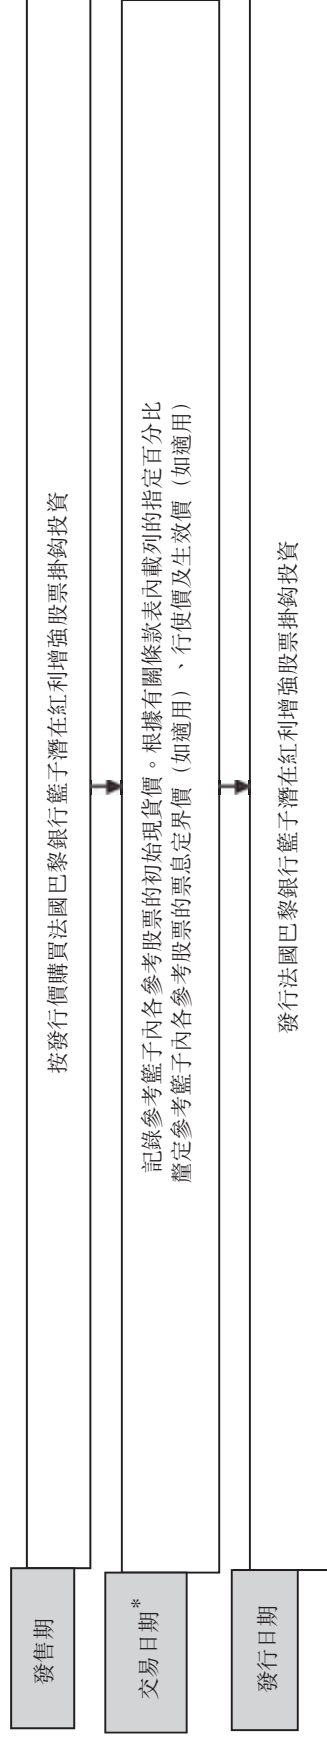 發售期
按發行價購買法國巴黎銀行籃子潛在紅利增強股票掛鈎投資
交易日期*
記錄參考籃子內各參考股票的初始現貨價。根據有關條款表內載列的指定百分比
釐定參考籃子內各參考股票的票息定界價（如適用）、行使價及生效價（如適用）
發行日期
發行法國巴黎銀行籃子潛在紅利增強股票掛鈎投資